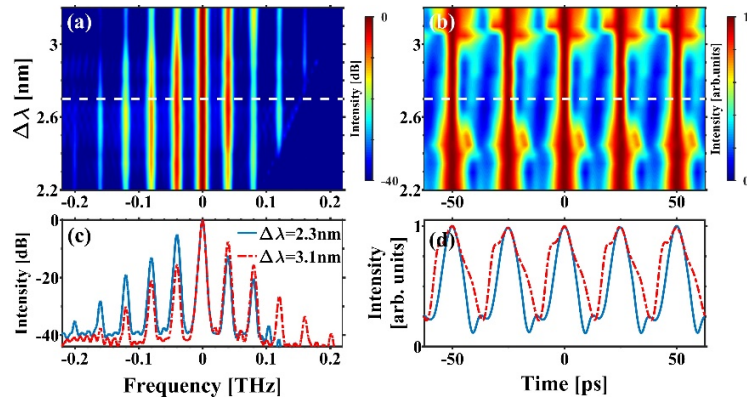 (a)
(b)
3
2.6
2.2
Δλ [nm]
-0.2
-0.1
0
0.1
0.2
0
-40
Intensity [dB]
3
2.6
2.2
-50
0
50
1
0
Intensity [arb.units]
(c)
Δλ=2.3nm
Δλ=3.1nm
0
-20
-40
Intensity [dB]
-0.2
-0.1
0
0.1
0.2
Frequency [THz]
(d)
1
0.5
0
Intensity
[arb. units]
-50
0
50
Time [ps]